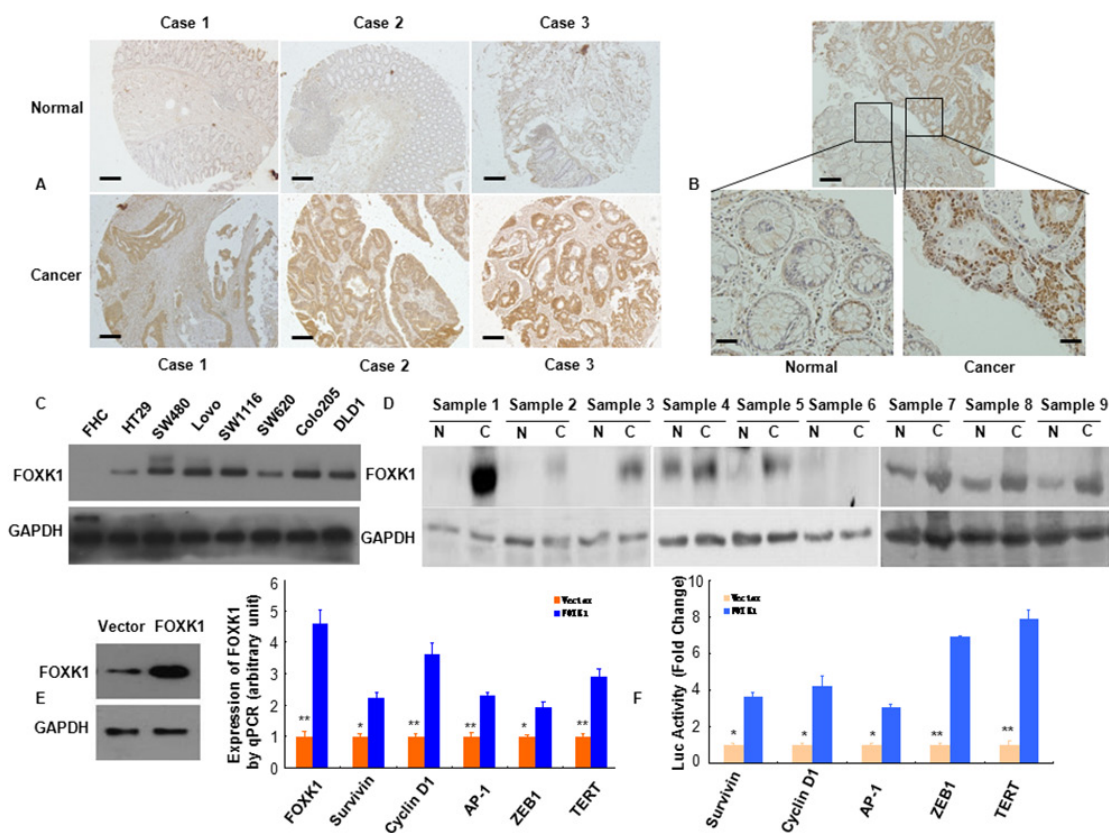 Case 1 Case 2 Case 3
Normal
A
Cancer
Case 1 Case 2 Case 3
B
Normal Cancer
C
FHC HT29 SW480 Lovo SW1116 SW620 Colo205 DLD1
FOXK1
GAPDH
D
Sample 1 Sample 2 Sample 3 Sample 4 Sample 5 Sample 6 Sample 7 Sample 8 Sample 9
N C N C N C N C N C N C N C N C N C
FOXK1
GAPDH
Vector FOXK1
FOXK1
E
GAPDH
Expression of FOXK1
by qPCR (arbitrary unit)
6
5
4
3
2
1
0
Vector
FOXK1
** * ** ** * **
FOXK1 Survivin Cyclin D1 AP-1 ZEB1 TERT
F
Luc Activity (Fold Change)
10
8
6
4
2
0
Vector
FOXK1
* * * ** **
Survivin Cyclin D1 AP-1 ZEB1 TERT